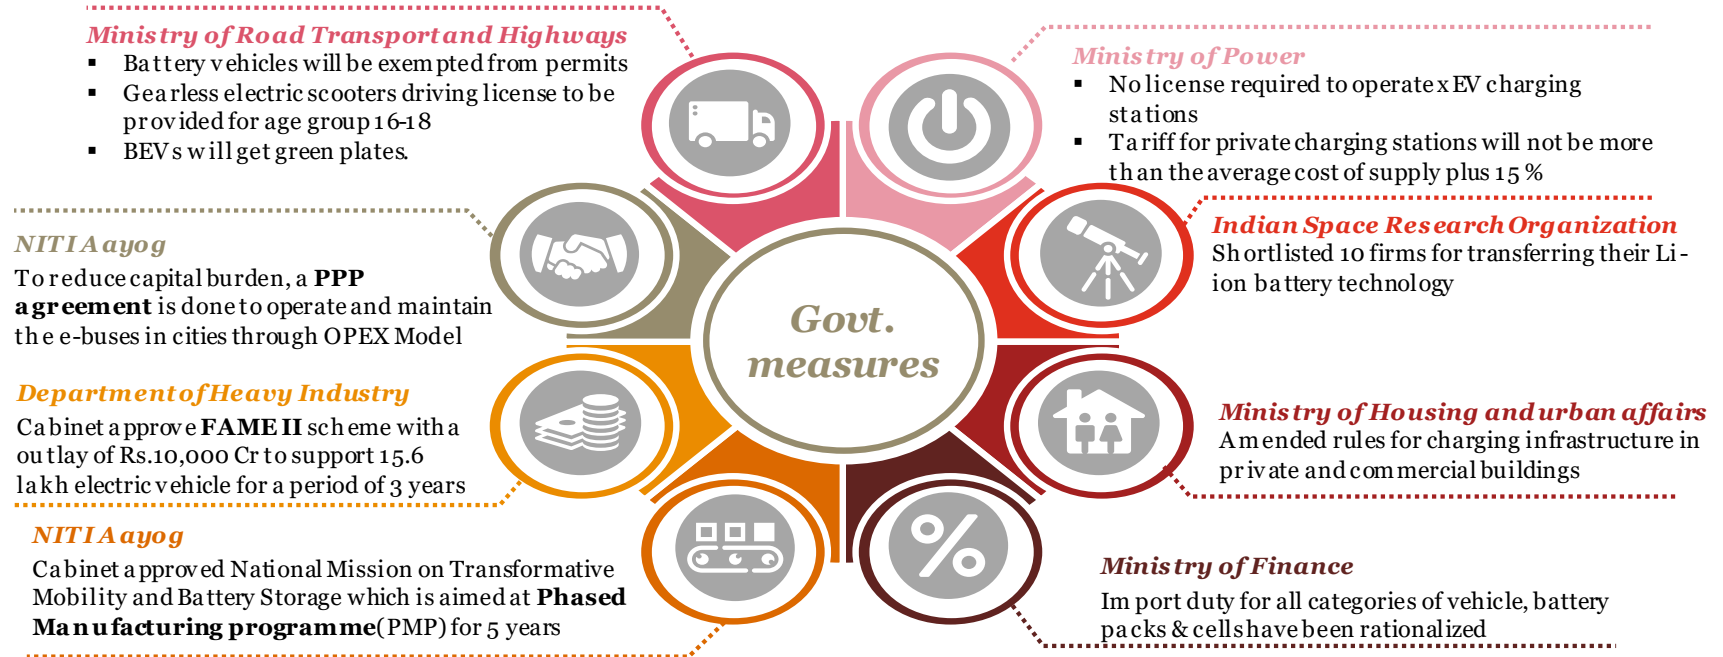 Ministry of Road Transport and Highways
▪ Battery vehicles will be exempted from permits
▪ Gearless electric scooters driving license to be
provided for age group 16-18
▪ BEVs will get green plates.
Ministry of Power
▪ No license required to operate xEV charging
stations
▪ Tariff for private charging stations will not be more
than the average cost of supply plus 15 %
NITI Aayog
To reduce capital burden, a PPP
agreement is done to operate and maintain
the e-buses in cities through OPEX Model
Indian Space Research Organization
Shortlisted 10 firms for transferring their Li-
ion battery technology
Govt.
measures
Department of Heavy Industry
Cabinet approve FAME II scheme with a
outlay of Rs.10,000 Cr to support 15.6
lakh electric vehicle for a period of 3 years
Ministry of Housing and urban affairs
Amended rules for charging infrastructure in
private and commercial buildings
NITI Aayog
Cabinet approved National Mission on Transformative
Mobility and Battery Storage which is aimed at Phased
Manufacturing programme(PMP) for 5 years
%
Ministry of Finance
Import duty for all categories of vehicle, battery
packs & cells have been rationalized